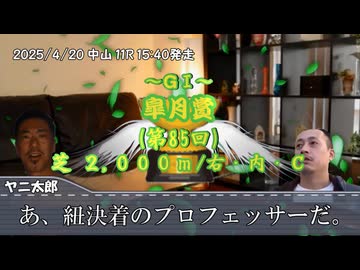 2025/4/20 中山 11R 15:40発走
～GⅠ～
皐月賞
(第85回)
芝 2,000m/右・内・C
ヤニ太郎
あ、紐決着のプロフェッサーだ。